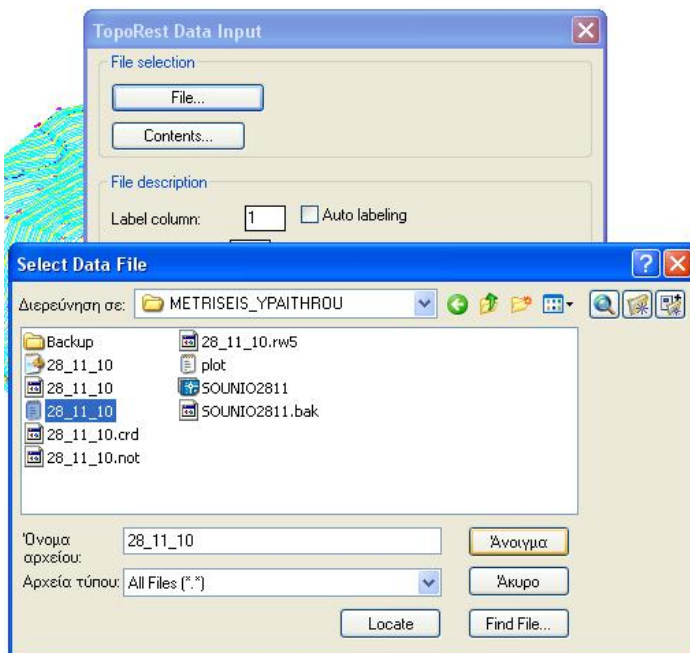 TopoRest Data Input
File selection
File...
Contents...
File description
Label column: 1 Auto labeling
Select Data File
Διερεύνηση σε: METRISEIS_YPAITHROU
Backup
28_11_10
28_11_10
28_11_10
28_11_10.crd
28_11_10.not
28_11_10.rw5
plot
SOUNIO2811
SOUNIO2811.bak
Όνομα αρχείου: 28_11_10 Άνοιγμα
Αρχεία τύπου: All Files (*.*) Άκυρο
Locate Find File...